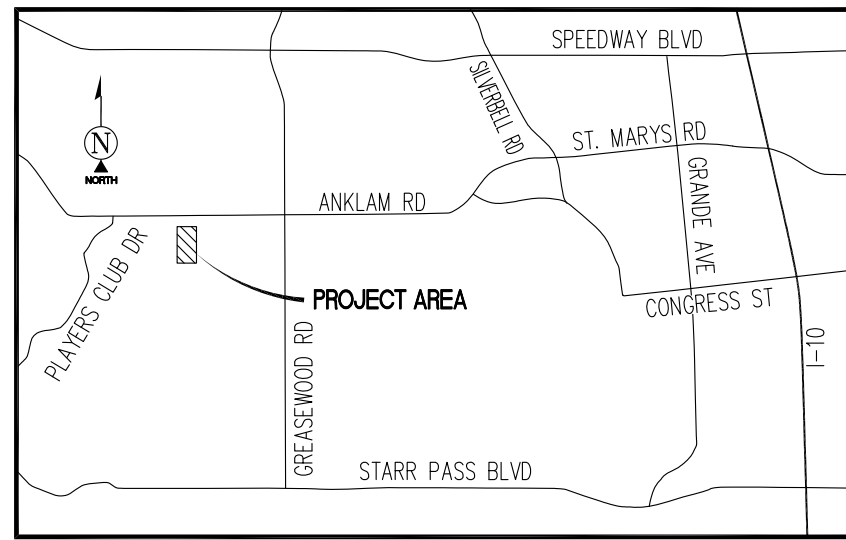 SPEEDWAY BLVD
SILVERBELL RD
ST. MARYS RD
N
NORTH
ANKLAM RD
GRANDE AVE
PLAYERS CLUB DR
PROJECT AREA
CONGRESS ST
GREASEWOOD RD
I-10
STARR PASS BLVD